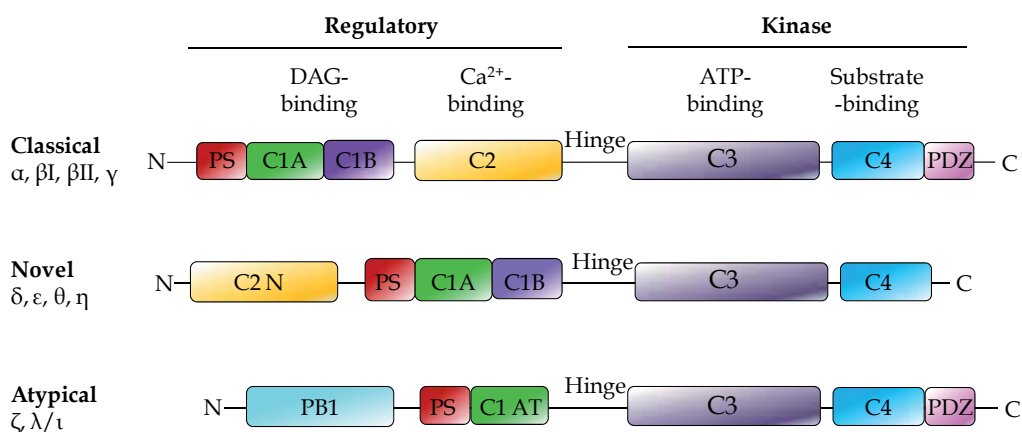 Regulatory Kinase
DAG- Ca²⁺- ATP- Substrate
binding binding binding -binding
Classical
α, βI, βII, γ
N PS C1A C1B C2 Hinge C3 C4 PDZ C
Novel
δ, ε, θ, η
N C2 N PS C1A C1B Hinge C3 C4 C
Atypical
ζ, λ/ι
N PB1 PS C1 AT Hinge C3 C4 PDZ C